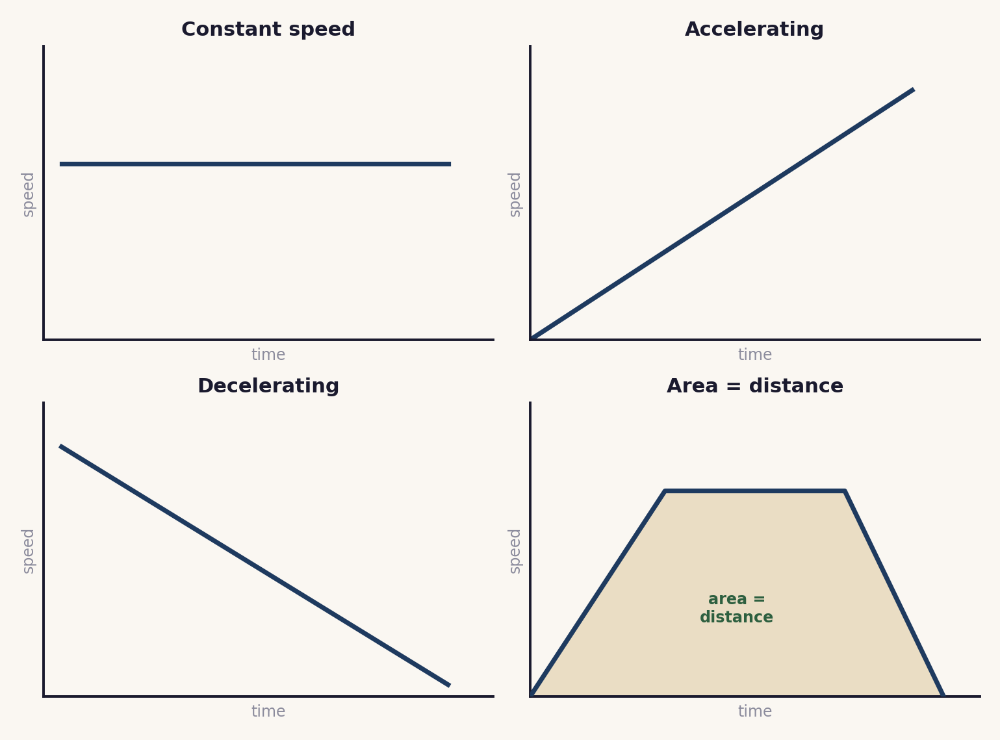 Constant speed
speed
time
Accelerating
speed
time
Decelerating
speed
time
Area = distance
speed
area =
distance
time